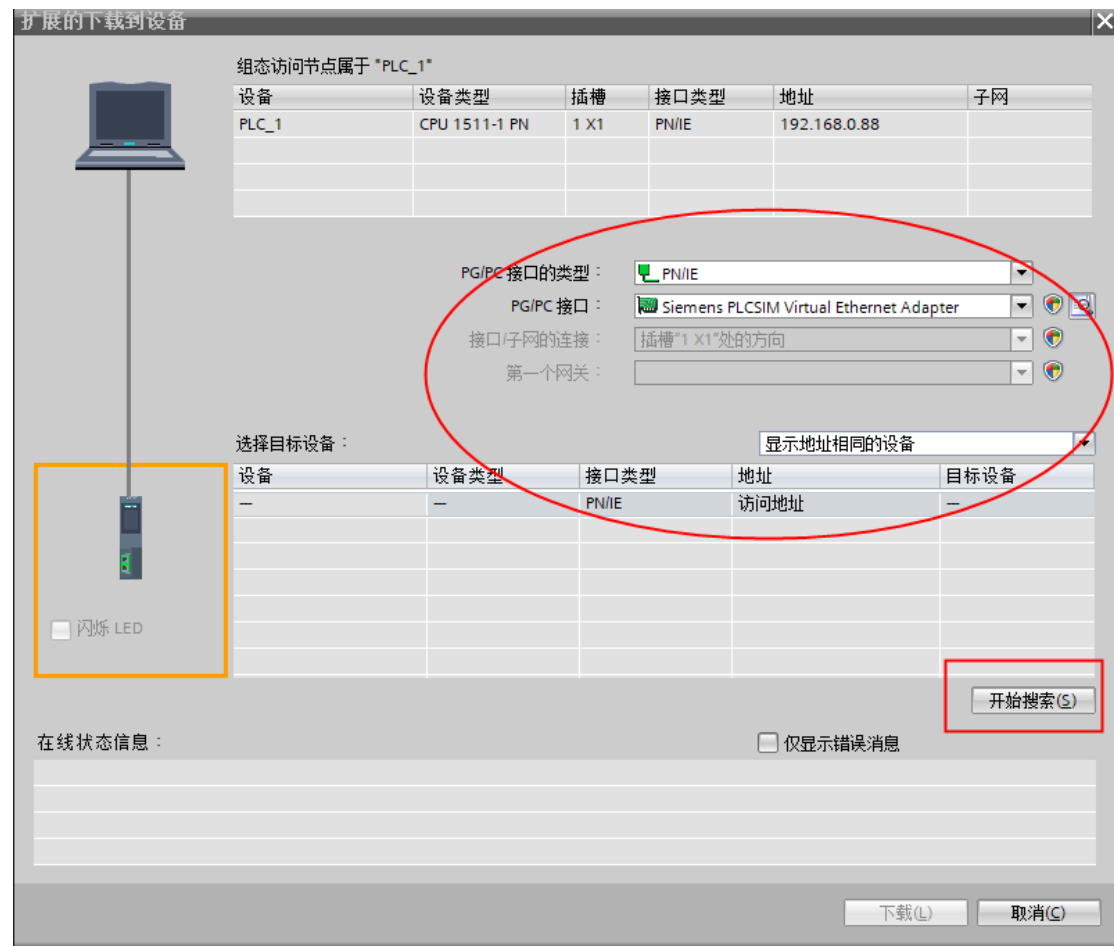 扩展的下载到设备
组态访问节点属于 "PLC_1"
设备 设备类型 插槽 接口类型 地址 子网
PLC_1 CPU 1511-1 PN 1 X1 PN/IE 192.168.0.88
PG/PC 接口的类型： PN/IE
PG/PC 接口： Siemens PLCSIM Virtual Ethernet Adapter
接口/子网的连接： 插槽"1 X1"处的方向
第一个网关：
选择目标设备： 显示地址相同的设备
设备 设备类型 接口类型 地址 目标设备
— — PN/IE 访问地址 —
闪烁 LED
开始搜索(S)
在线状态信息： 仅显示错误消息
下载(L) 取消(C)